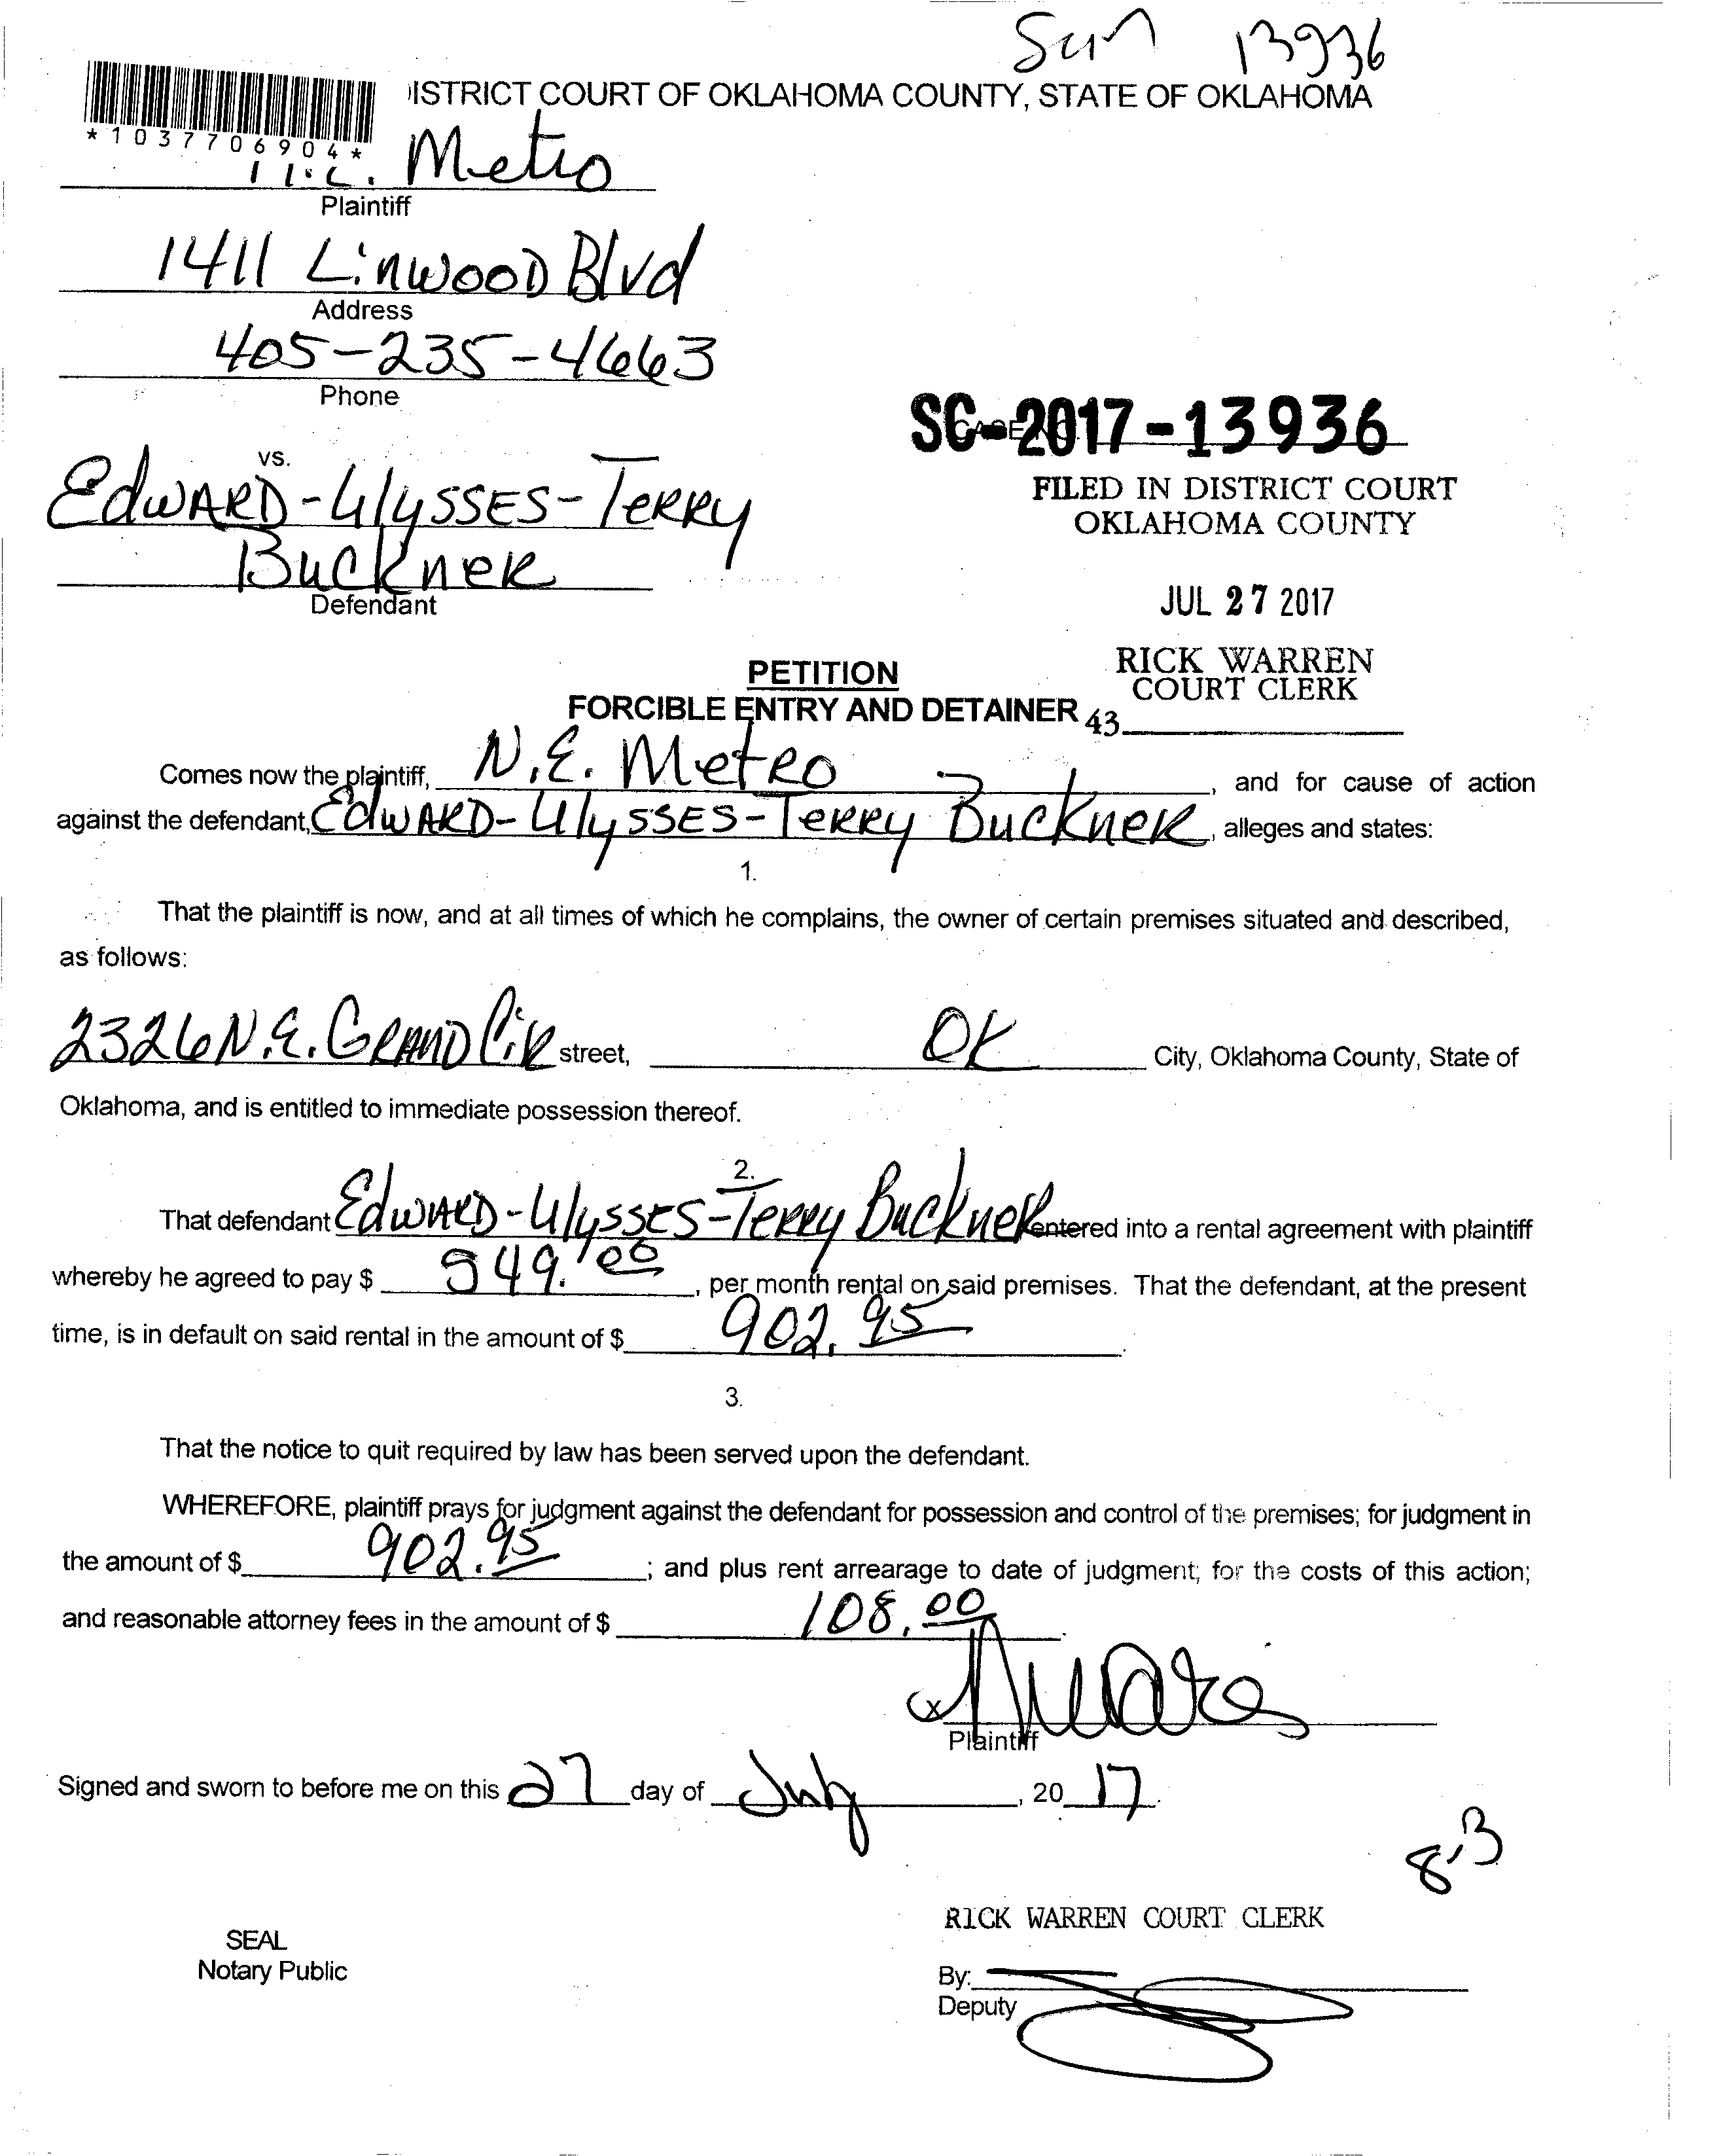 13936
ISTRICT COURT OF OKLAHOMA COUNTY, STATE OF OKLAHOMA
*1037706904*
Metro
Plaintiff
1411 Linwood Blvd
Address
405-235-4663
Phone
SC-2017-13936
vs.
FILED IN DISTRICT COURT
OKLAHOMA COUNTY
Edward-Ulysses-Terry
Buckner
Defendant
JUL 27 2017
RICK WARREN
COURT CLERK
PETITION
FORCIBLE ENTRY AND DETAINER 43
Comes now the plaintiff, N.E. Metro, and for cause of action
against the defendant, Edward-Ulysses-Terry Buckner, alleges and states:
1.
That the plaintiff is now, and at all times of which he complains, the owner of certain premises situated and described,
as follows:
2326 N.E. Grand Cir street, OK City, Oklahoma County, State of
Oklahoma, and is entitled to immediate possession thereof.
2.
That defendant Edward-Ulysses-Terry Buckner entered into a rental agreement with plaintiff
whereby he agreed to pay $ 549.00, per month rental on said premises. That the defendant, at the present
time, is in default on said rental in the amount of $ 902.95.
3.
That the notice to quit required by law has been served upon the defendant.
WHEREFORE, plaintiff prays for judgment against the defendant for possession and control of the premises; for judgment in
the amount of $ 902.95; and plus rent arrearage to date of judgment; for the costs of this action;
and reasonable attorney fees in the amount of $ 108.00.
x
Plaintiff
Signed and sworn to before me on this 27 day of July, 2017.
RICK WARREN COURT CLERK
SEAL
Notary Public
By:
Deputy